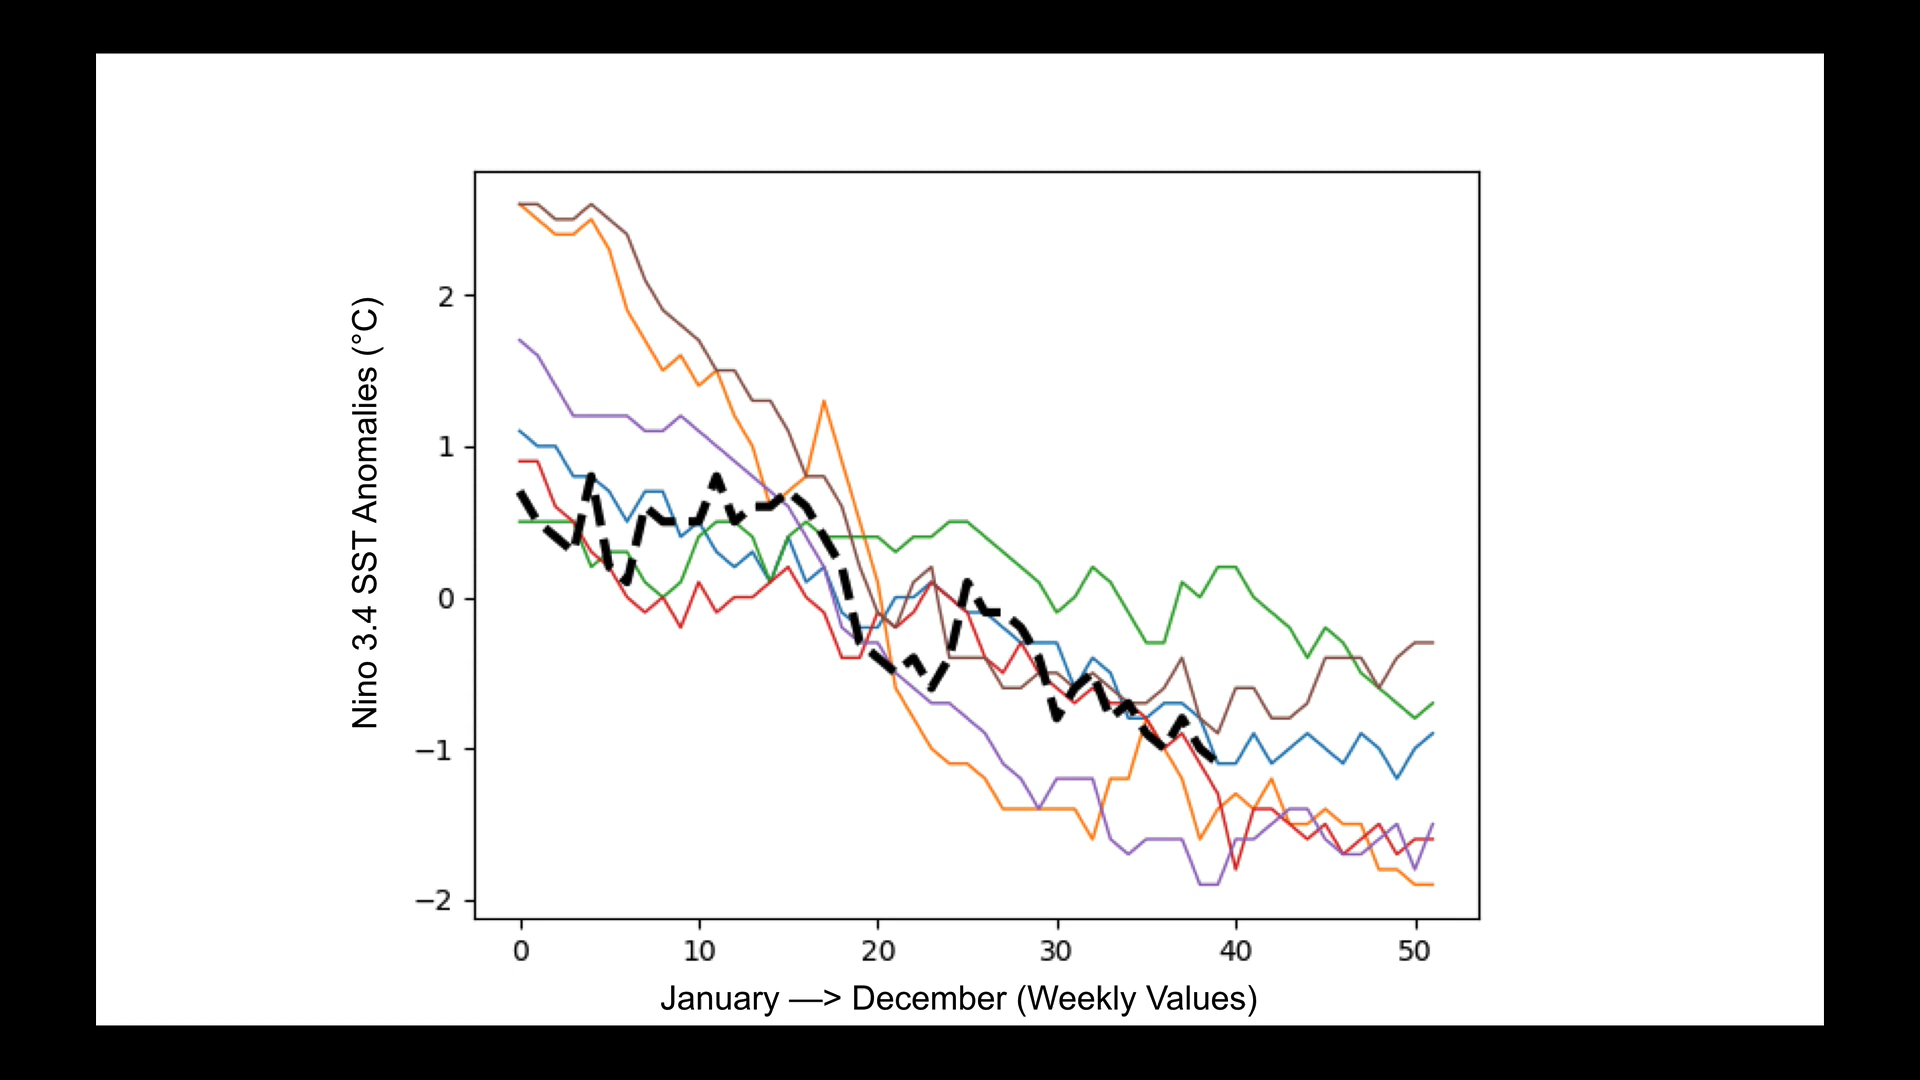 Nino 3.4 SST Anomalies (°C)
2
1
0
−1
−2
0 10 20 30 40 50
January —> December (Weekly Values)